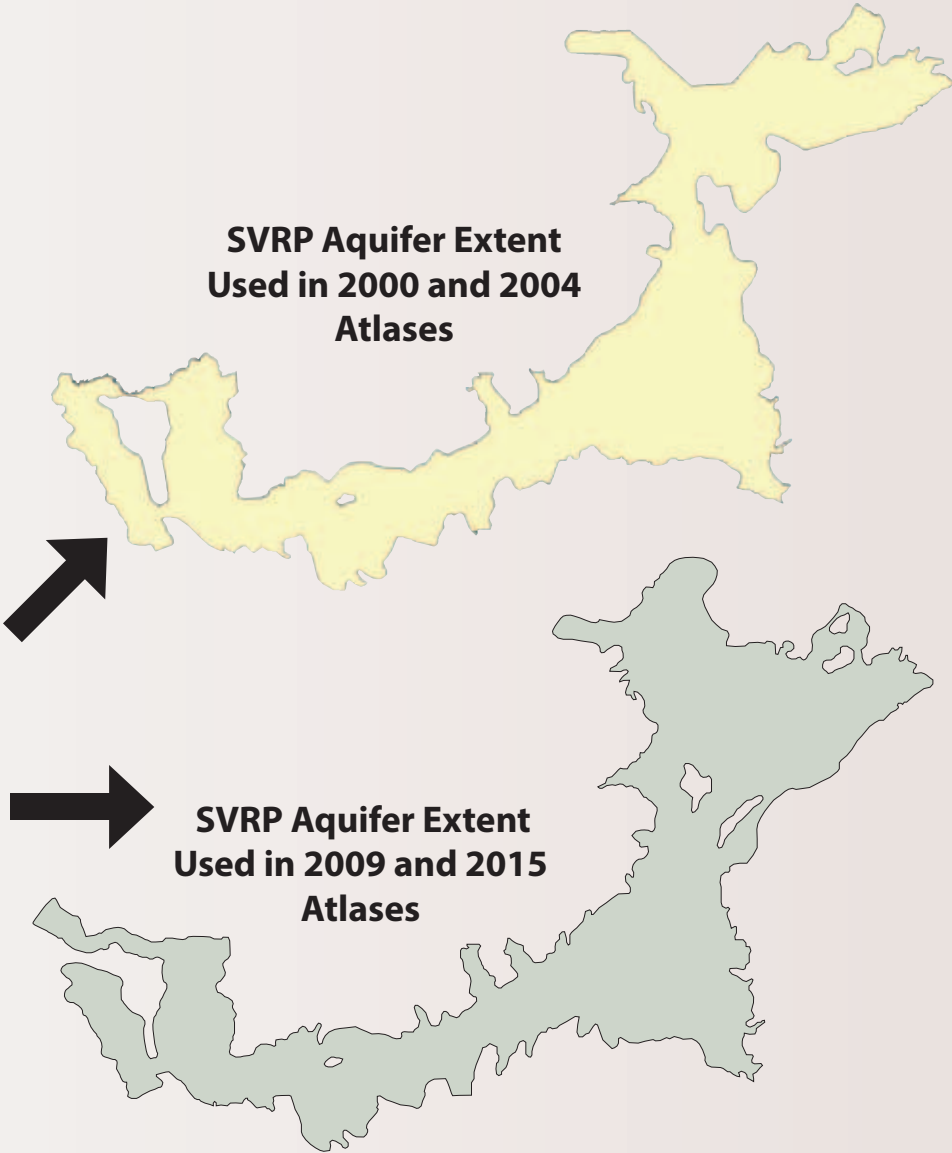 SVRP Aquifer Extent
Used in 2000 and 2004
Atlases
SVRP Aquifer Extent
Used in 2009 and 2015
Atlases